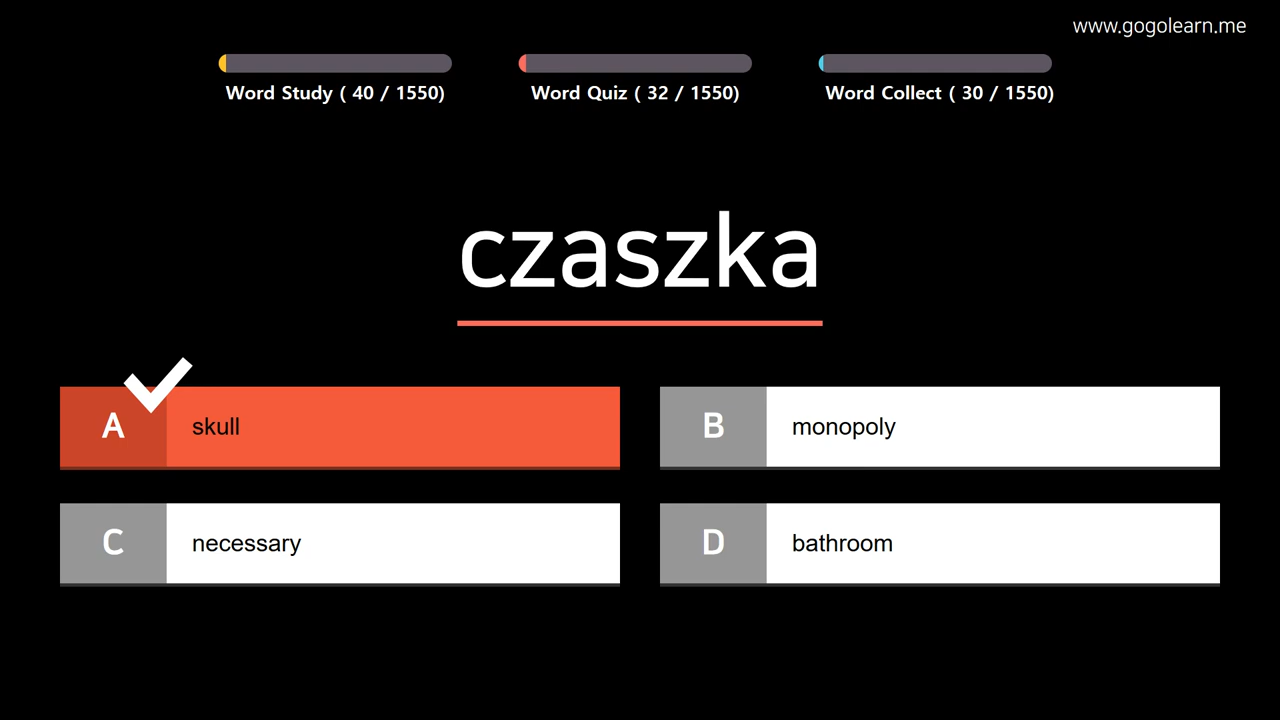 www.gogolearn.me
Word Study ( 40 / 1550)
Word Quiz ( 32 / 1550)
Word Collect ( 30 / 1550)
czaszka
A skull
B monopoly
C necessary
D bathroom